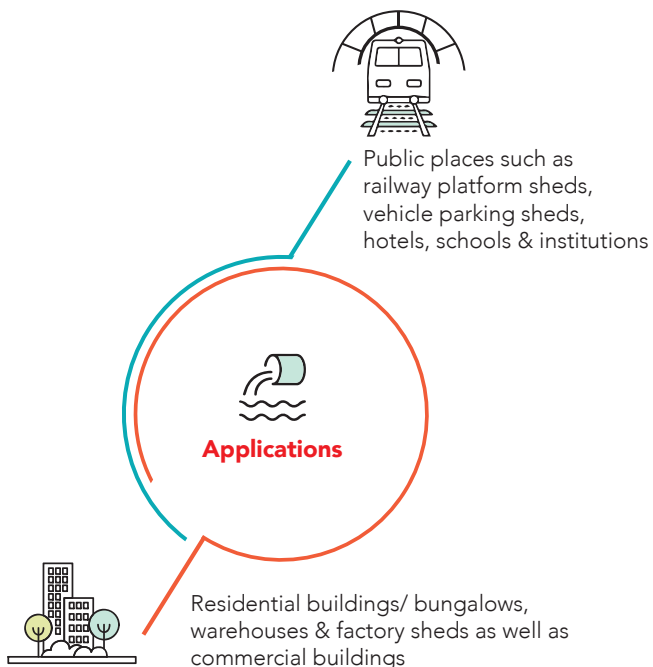 Public places such as
railway platform sheds,
vehicle parking sheds,
hotels, schools & institutions
Applications
Residential buildings/ bungalows,
warehouses & factory sheds as well as
commercial buildings